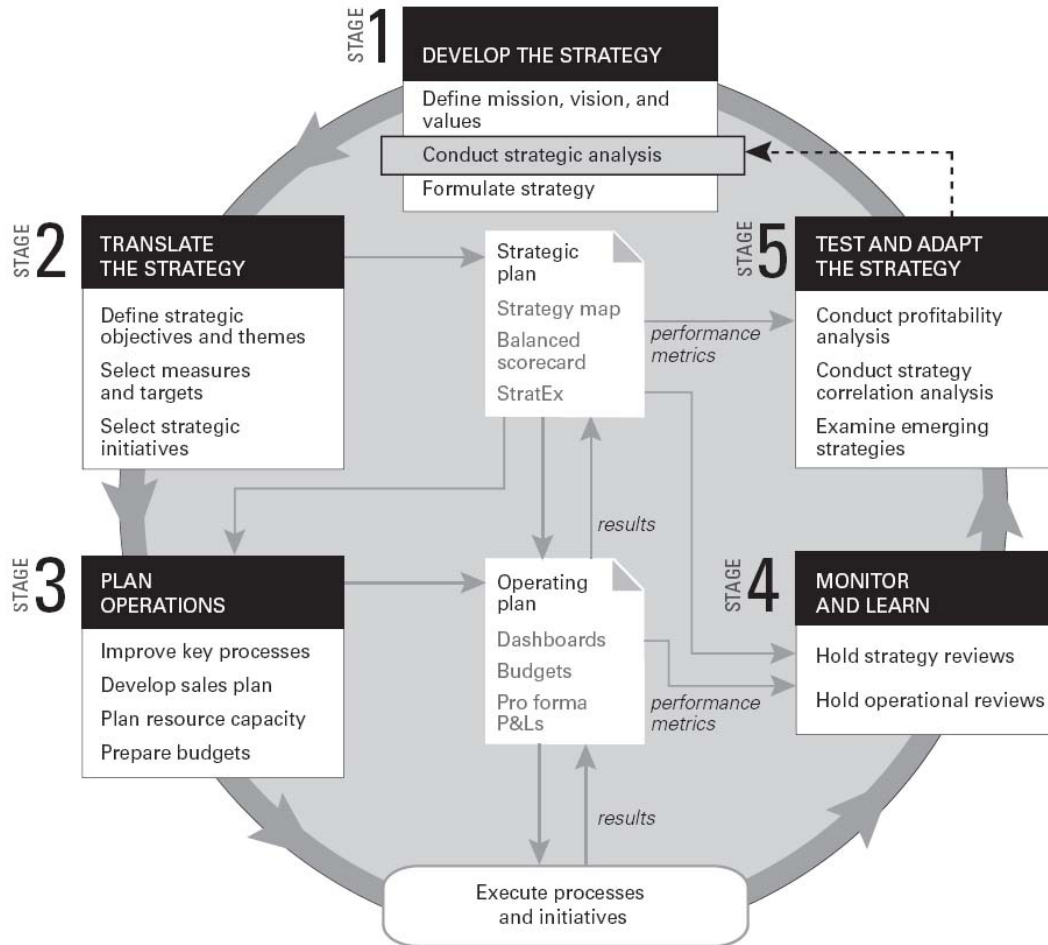 STAGE 1
DEVELOP THE STRATEGY
Define mission, vision, and
values
Conduct strategic analysis
Formulate strategy
STAGE 2
TRANSLATE
THE STRATEGY
Define strategic
objectives and themes
Select measures
and targets
Select strategic
initiatives
Strategic
plan
Strategy map
Balanced
scorecard
StratEx
performance
metrics
STAGE 5
TEST AND ADAPT
THE STRATEGY
Conduct profitability
analysis
Conduct strategy
correlation analysis
Examine emerging
strategies
results
STAGE 3
PLAN
OPERATIONS
Improve key processes
Develop sales plan
Plan resource capacity
Prepare budgets
Operating
plan
Dashboards
Budgets
Pro forma
P&Ls
performance
metrics
STAGE 4
MONITOR
AND LEARN
Hold strategy reviews
Hold operational reviews
results
Execute processes
and initiatives